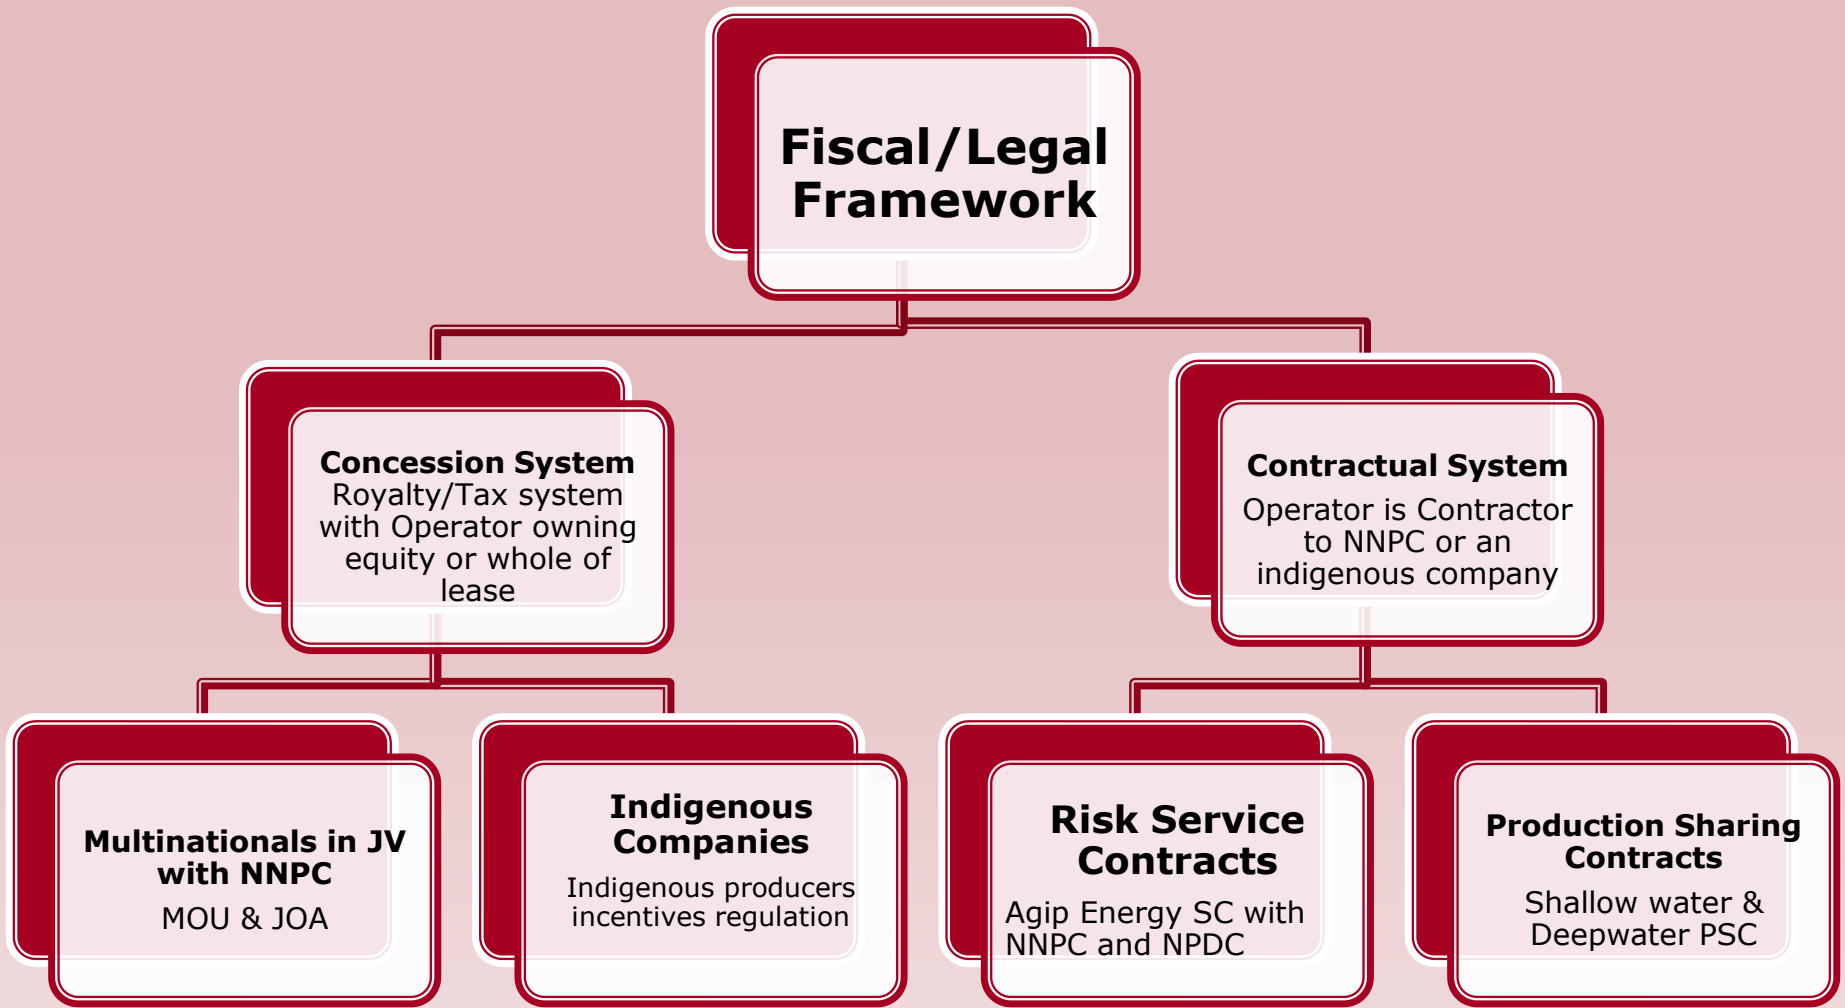 Fiscal/Legal
Framework
Concession System
Royalty/Tax system
with Operator owning
equity or whole of
lease
Contractual System
Operator is Contractor
to NNPC or an
indigenous company
Multinationals in JV
with NNPC
MOU & JOA
Indigenous
Companies
Indigenous producers
incentives regulation
Risk Service
Contracts
Agip Energy SC with
NNPC and NPDC
Production Sharing
Contracts
Shallow water &
Deepwater PSC